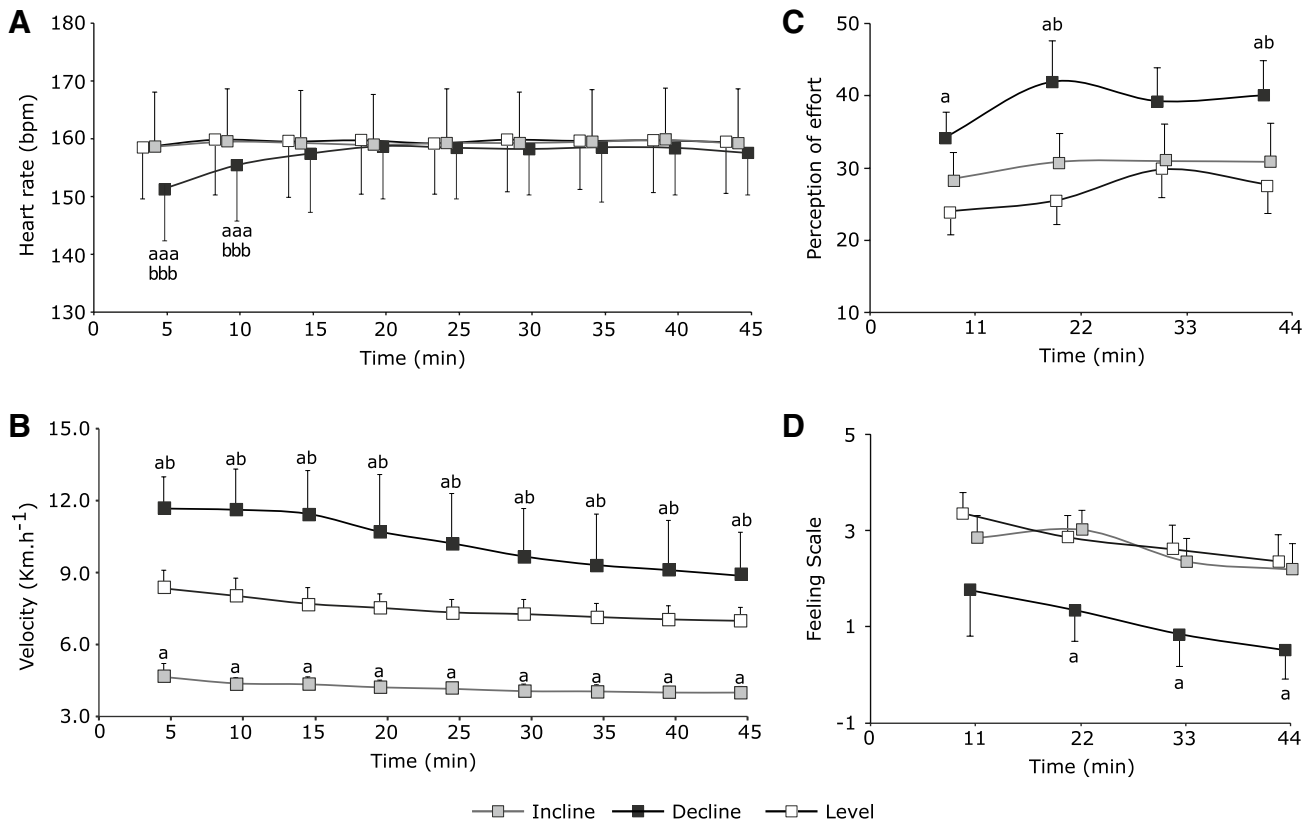 A
180
170
160
150
140
130
Heart rate (bpm)
aaa
bbb
aaa
bbb
0 5 10 15 20 25 30 35 40 45
Time (min)
C
50
40
30
20
10
Perception of effort
a
ab
ab
0 11 22 33 44
Time (min)
B
15.0
12.0
9.0
6.0
3.0
Velocity (Km.h⁻¹)
ab ab ab ab ab ab ab ab ab
a a a a a a a a a
0 5 10 15 20 25 30 35 40 45
Time (min)
D
5
3
1
-1
Feeling Scale
a
a
a
0 11 22 33 44
Time (min)
Incline Decline Level